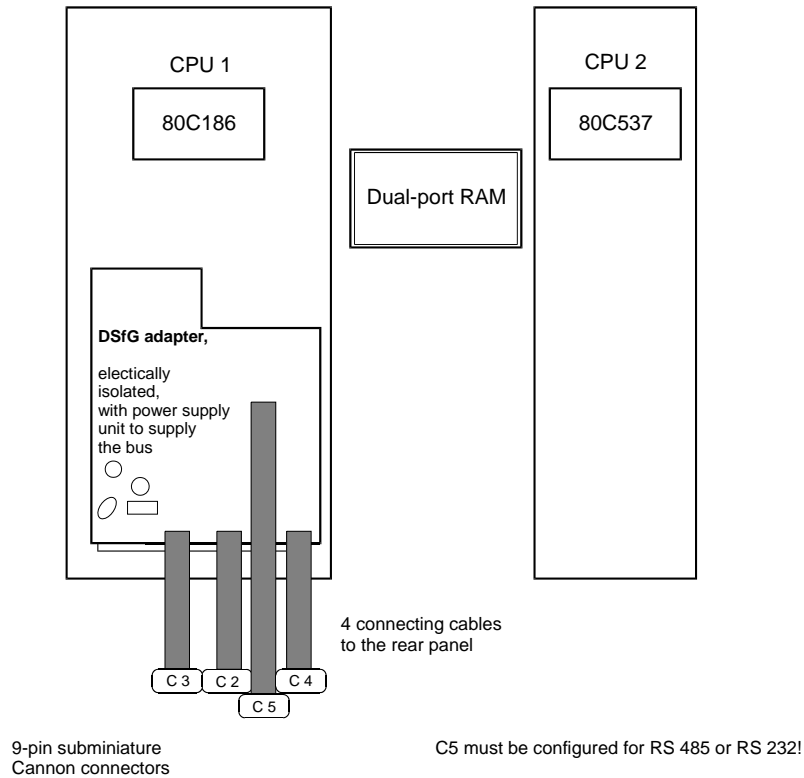 CPU 1
80C186
CPU 2
80C537
Dual-port RAM
DSfG adapter,
electically
isolated,
with power supply
unit to supply
the bus
4 connecting cables
to the rear panel
C 3
C 2
C 4
C 5
9-pin subminiature
Cannon connectors
C5 must be configured for RS 485 or RS 232!